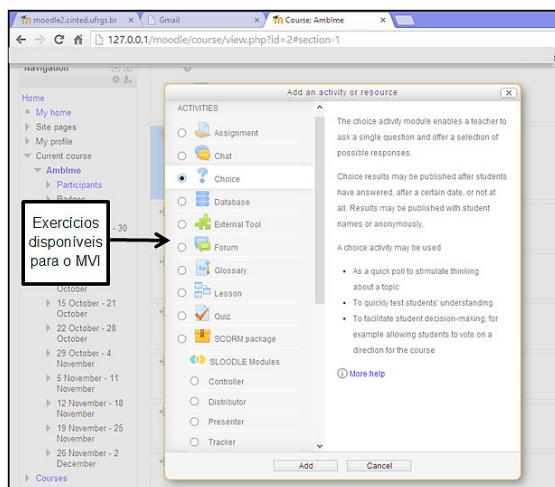 moodle2.cinted.ufrgs.br
Gmail
Course: Amblme
127.0.0.1/moodle/course/view.php?id=2#section-1
Navigation
Home
My home
Site pages
My profile
Current course
Amblme
Participants
Badges
- 30
October
15 October - 21
October
22 October - 28
October
29 October - 4
November
5 November - 11
November
12 November - 18
November
19 November - 25
November
26 November - 2
December
Courses
Exercícios
disponíveis
para o MVI
Add an activity or resource
ACTIVITIES
Assignment
Chat
Choice
Database
External Tool
Forum
Glossary
Lesson
Quiz
SCORM package
SLOODLE Modules
Controller
Distributor
Presenter
Tracker
The choice activity module enables a teacher to
ask a single question and offer a selection of
possible responses.
Choice results may be published after students
have answered, after a certain date, or not at
all. Results may be published with student
names or anonymously.
A choice activity may be used
As a quick poll to stimulate thinking
about a topic
To quickly test students' understanding
To facilitate student decision-making, for
example allowing students to vote on a
direction for the course
More help
Add
Cancel